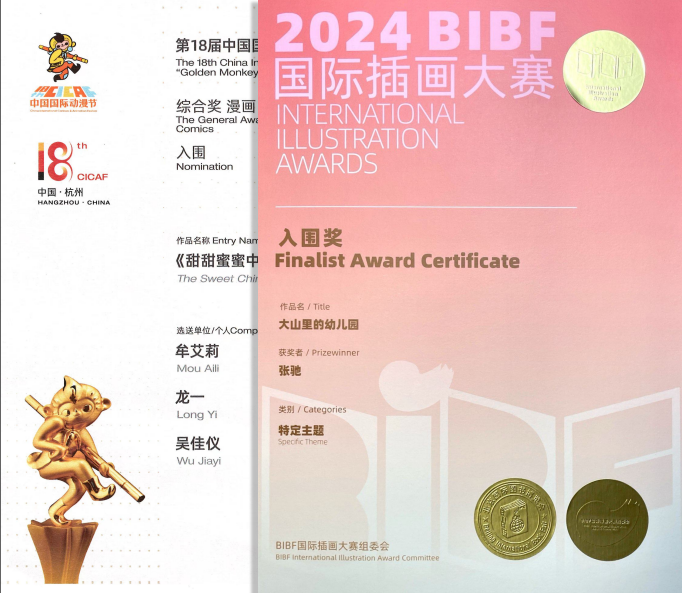 中国国际动漫节
18th
CICAF
中国·杭州
HANGZHOU·CHINA
第18届中国
The 18th China In
"Golden Monkey
综合奖 漫画
The General Awa
Comics
入围
Nomination
作品名称 Entry Nam
《甜甜蜜蜜中
The Sweet Chi
选送单位/个人Comp
牟艾莉
Mou Aili
龙一
Long Yi
吴佳仪
Wu Jiayi
2024 BIBF
国际插画大赛
INTERNATIONAL
ILLUSTRATION
AWARDS
入围奖
Finalist Award Certificate
作品名 / Title
大山里的幼儿园
获奖者 / Prizewinner
张驰
类别 / Categories
特定主题
Specific Theme
BIBF
BIBF国际插画大赛组委会
BIBF International Illustration Award Committee